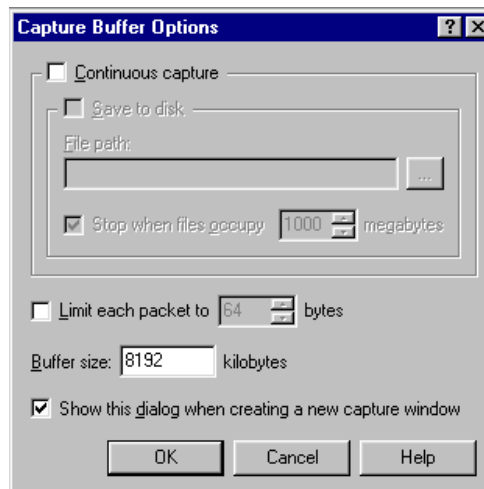 Capture Buffer Options
Continuous capture
Save to disk
File path:
...
Stop when files occupy 1000 megabytes
Limit each packet to 64 bytes
Buffer size: 8192 kilobytes
Show this dialog when creating a new capture window
OK Cancel Help